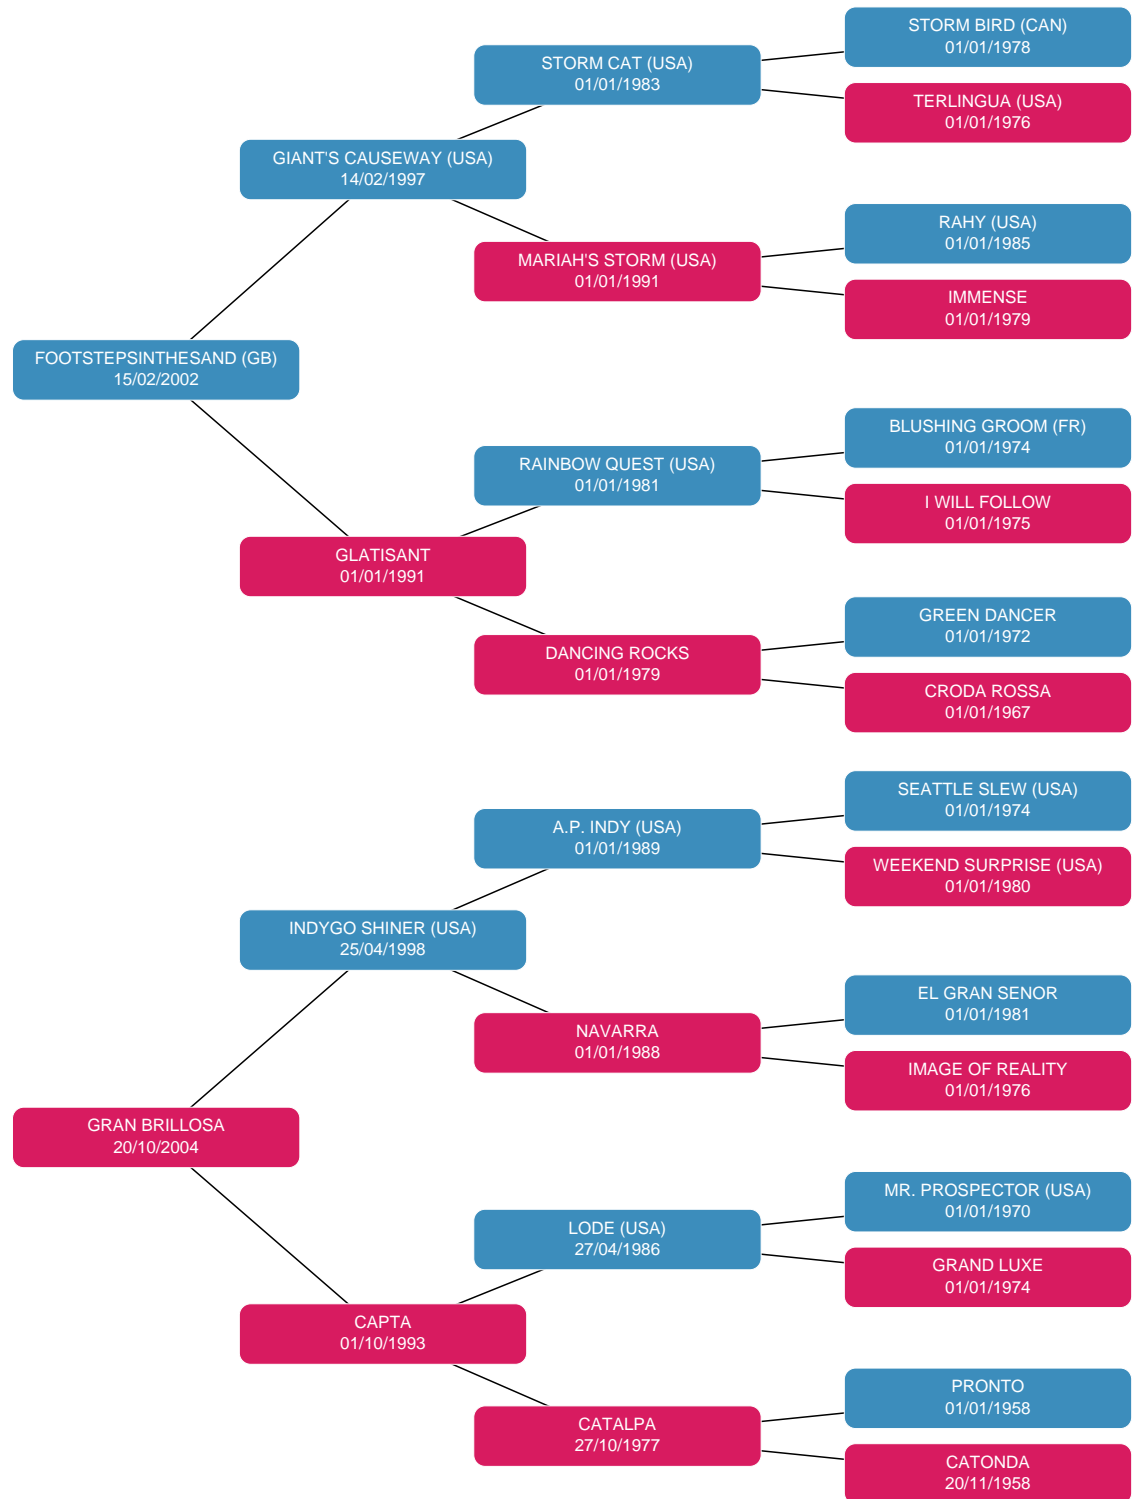 STORM BIRD (CAN)
01/01/1978
STORM CAT (USA)
01/01/1983
TERLINGUA (USA)
01/01/1976
GIANT'S CAUSEWAY (USA)
14/02/1997
RAHY (USA)
01/01/1985
MARIAH'S STORM (USA)
01/01/1991
IMMENSE
01/01/1979
FOOTSTEPSINTHESAND (GB)
15/02/2002
BLUSHING GROOM (FR)
01/01/1974
RAINBOW QUEST (USA)
01/01/1981
I WILL FOLLOW
01/01/1975
GLATISANT
01/01/1991
GREEN DANCER
01/01/1972
DANCING ROCKS
01/01/1979
CRODA ROSSA
01/01/1967
SEATTLE SLEW (USA)
01/01/1974
A.P. INDY (USA)
01/01/1989
WEEKEND SURPRISE (USA)
01/01/1980
INDYGO SHINER (USA)
25/04/1998
EL GRAN SENOR
01/01/1981
NAVARRA
01/01/1988
IMAGE OF REALITY
01/01/1976
GRAN BRILLOSA
20/10/2004
MR. PROSPECTOR (USA)
01/01/1970
LODE (USA)
27/04/1986
GRAND LUXE
01/01/1974
CAPTA
01/10/1993
PRONTO
01/01/1958
CATALPA
27/10/1977
CATONDA
20/11/1958